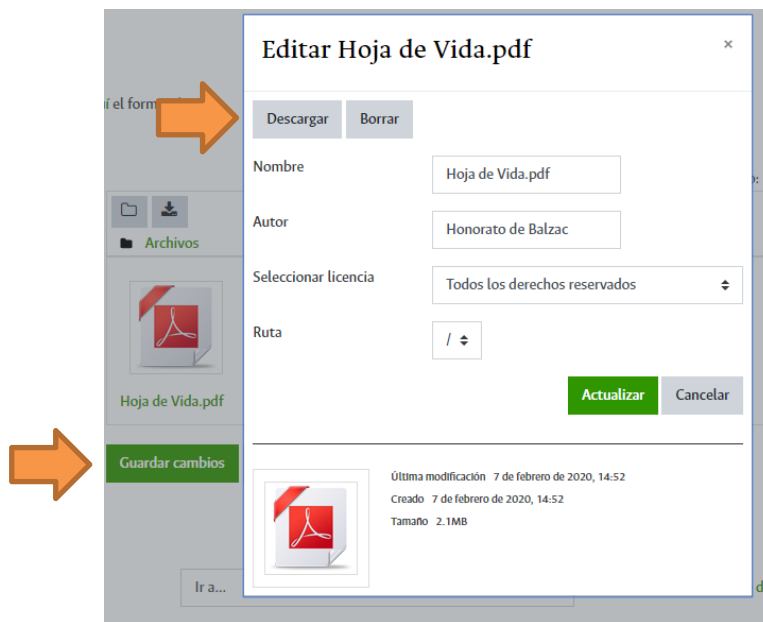 Editar Hoja de Vida.pdf ×
í el form
Descargar Borrar
Nombre Hoja de Vida.pdf
Autor Honorato de Balzac
Archivos
Seleccionar licencia Todos los derechos reservados
Ruta /
Hoja de Vida.pdf
Actualizar Cancelar
Guardar cambios
Última modificación 7 de febrero de 2020, 14:52
Creado 7 de febrero de 2020, 14:52
Tamaño 2.1MB
Ir a...